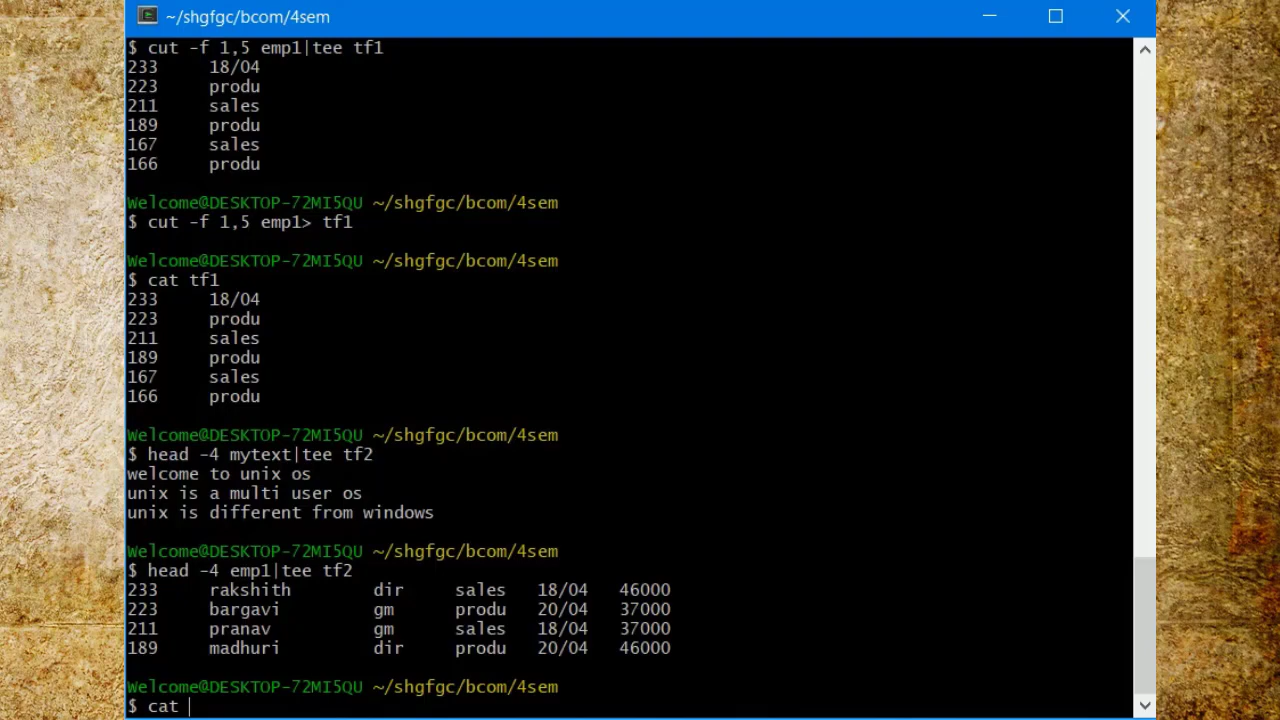 ~/shgfgc/bcom/4sem
$ cut -f 1,5 emp1|tee tf1
233 18/04
223 produ
211 sales
189 produ
167 sales
166 produ
Welcome@DESKTOP-72MI5QU ~/shgfgc/bcom/4sem
$ cut -f 1,5 emp1> tf1
Welcome@DESKTOP-72MI5QU ~/shgfgc/bcom/4sem
$ cat tf1
233 18/04
223 produ
211 sales
189 produ
167 sales
166 produ
Welcome@DESKTOP-72MI5QU ~/shgfgc/bcom/4sem
$ head -4 mytext|tee tf2
welcome to unix os
unix is a multi user os
unix is different from windows
Welcome@DESKTOP-72MI5QU ~/shgfgc/bcom/4sem
$ head -4 emp1|tee tf2
233 rakshith dir sales 18/04 46000
223 bargavi gm produ 20/04 37000
211 pranav gm sales 18/04 37000
189 madhuri dir produ 20/04 46000
Welcome@DESKTOP-72MI5QU ~/shgfgc/bcom/4sem
$ cat